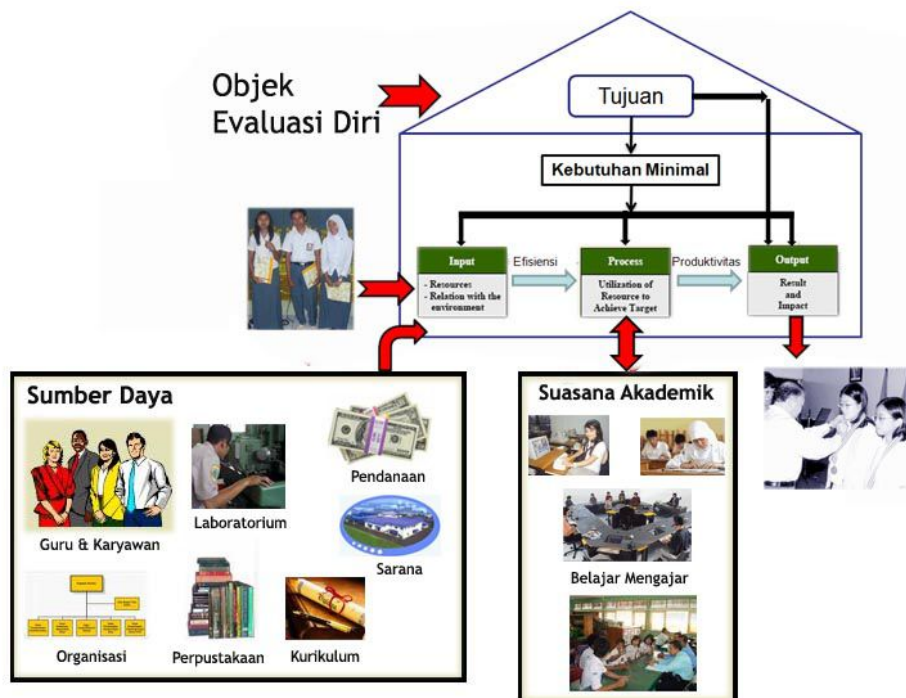 Objek
Evaluasi Diri
Tujuan
Kebutuhan Minimal
Input
- Resources
- Relation with the
environment
Efisiensi
Process
Utilization of
Resource to
Achieve Target
Produktivitas
Output
Result
and
Impact
Sumber Daya
Guru & Karyawan
Laboratorium
Pendanaan
Sarana
Organisasi
Perpustakaan
Kurikulum
Suasana Akademik
Belajar Mengajar